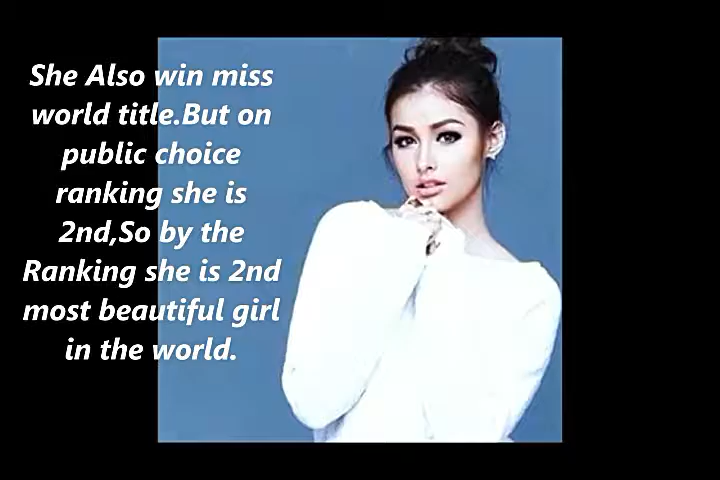 She Also win miss
world title.But on
public choice
ranking she is
2nd,So by the
Ranking she is 2nd
most beautiful girl
in the world.